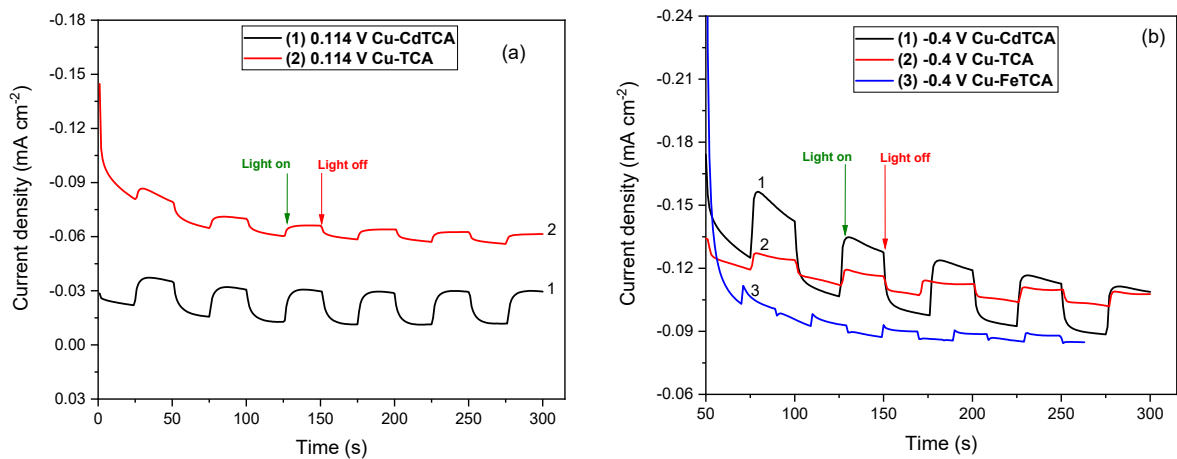 -0.18
-0.15
-0.12
-0.09
-0.06
-0.03
0.00
0.03
0
50
100
150
200
250
300
Time (s)
Current density (mA cm-2)
(1) 0.114 V Cu-CdTCA
(2) 0.114 V Cu-TCA
(a)
Light on
Light off
2
1
-0.24
-0.21
-0.18
-0.15
-0.12
-0.09
-0.06
50
100
150
200
250
300
Time (s)
Current density (mA cm-2)
(1) -0.4 V Cu-CdTCA
(2) -0.4 V Cu-TCA
(3) -0.4 V Cu-FeTCA
(b)
Light on
Light off
1
2
3